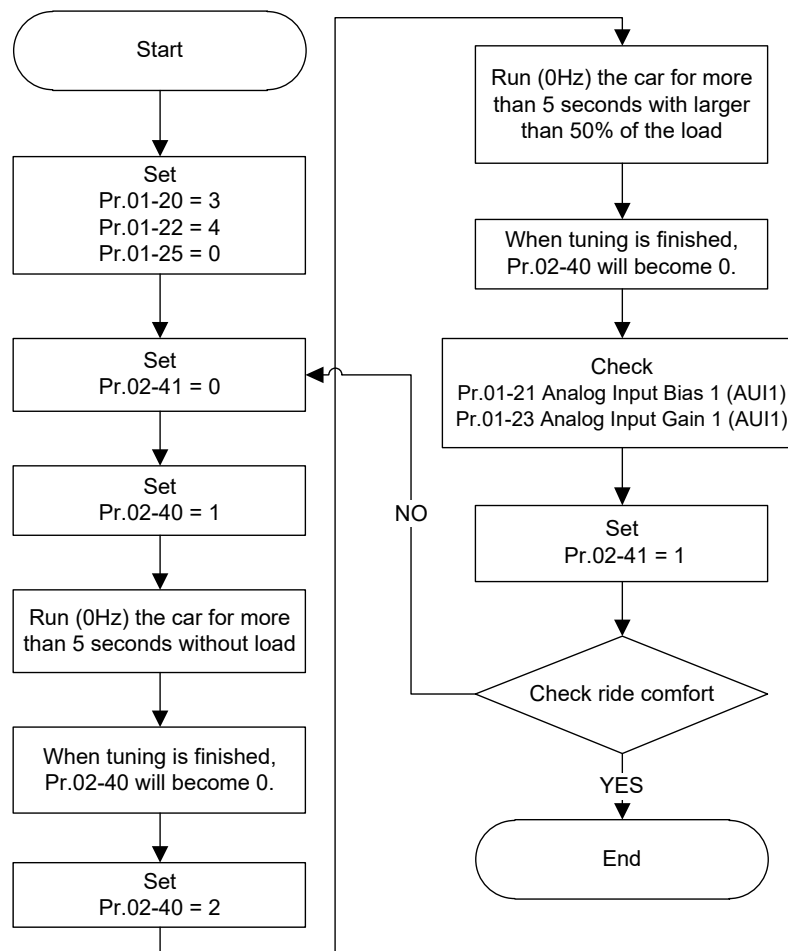 Start
Set
Pr.01-20 = 3
Pr.01-22 = 4
Pr.01-25 = 0
Set
Pr.02-41 = 0
Set
Pr.02-40 = 1
Run (0Hz) the car for more
than 5 seconds without load
When tuning is finished,
Pr.02-40 will become 0.
Set
Pr.02-40 = 2
Run (0Hz) the car for more
than 5 seconds with larger
than 50% of the load
When tuning is finished,
Pr.02-40 will become 0.
Check
Pr.01-21 Analog Input Bias 1 (AUI1)
Pr.01-23 Analog Input Gain 1 (AUI1)
Set
Pr.02-41 = 1
Check ride comfort
NO
YES
End